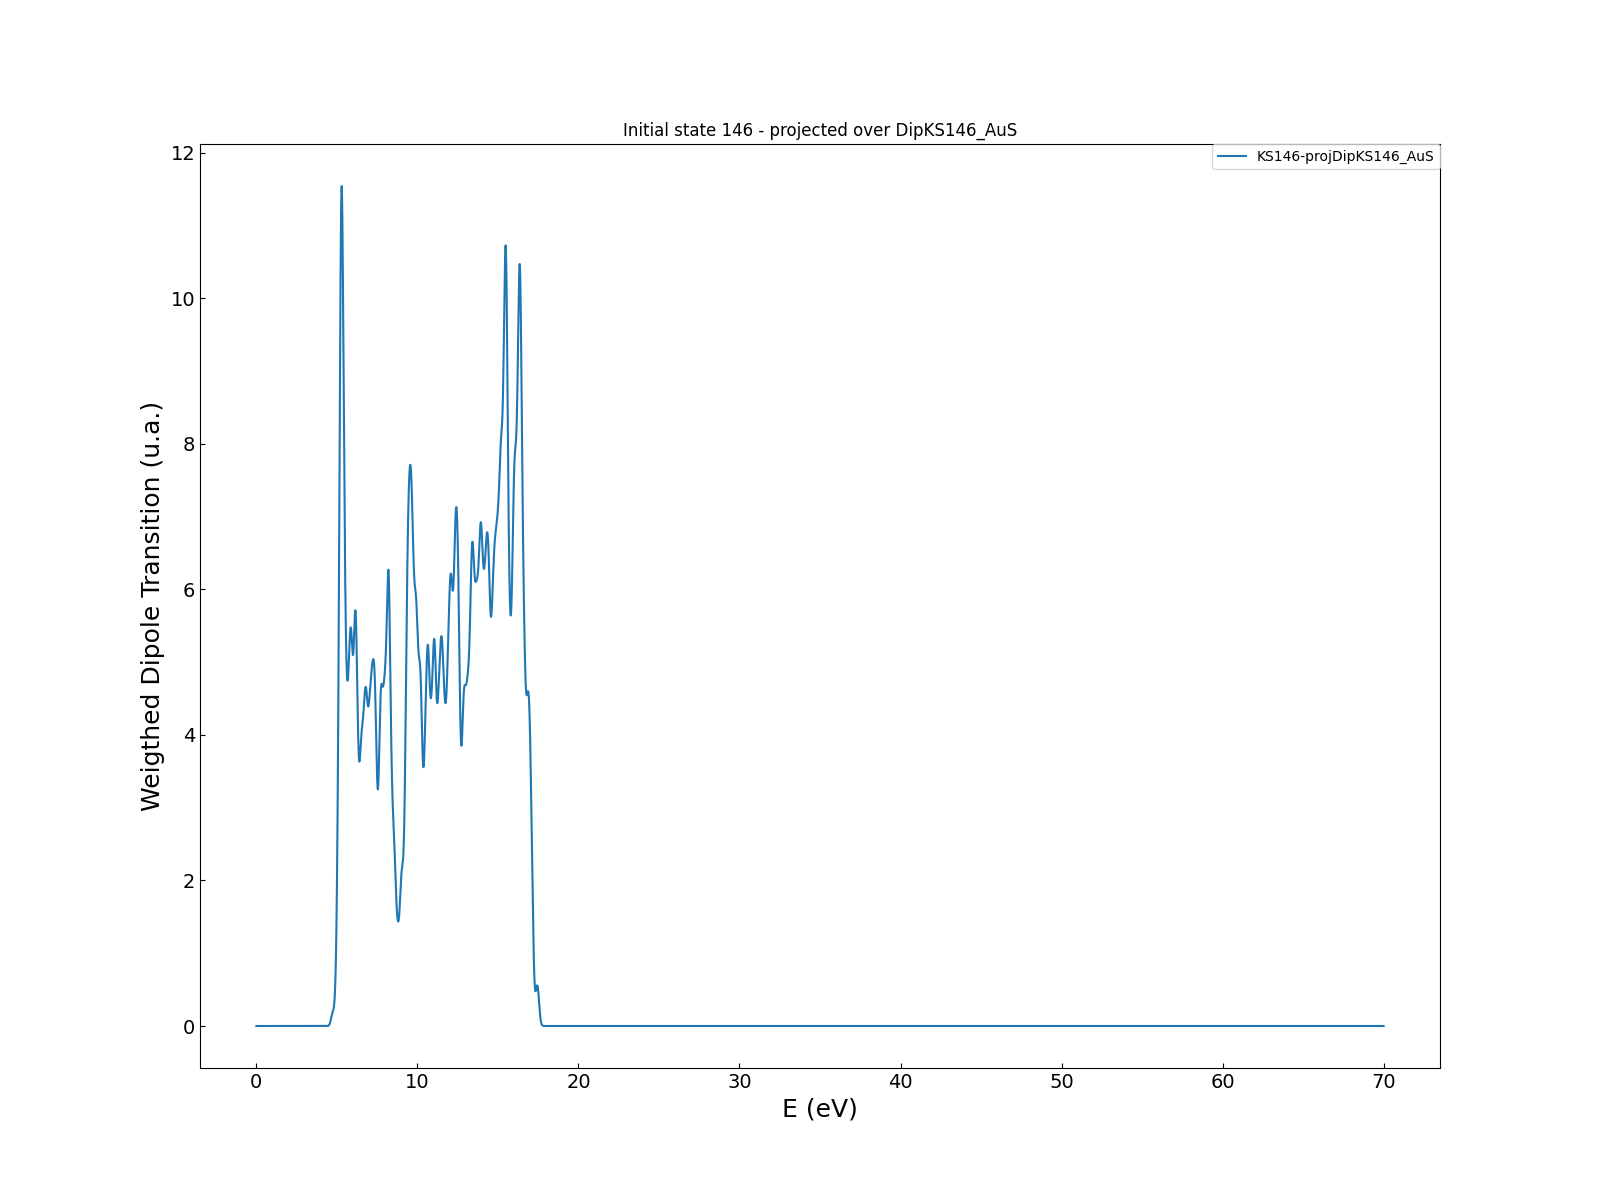 Initial state 146 - projected over DipKS146_AuS
KS146-projDipKS146_AuS
Weigthed Dipole Transition (u.a.)
12
10
8
6
4
2
0
0 10 20 30 40 50 60 70
E (eV)